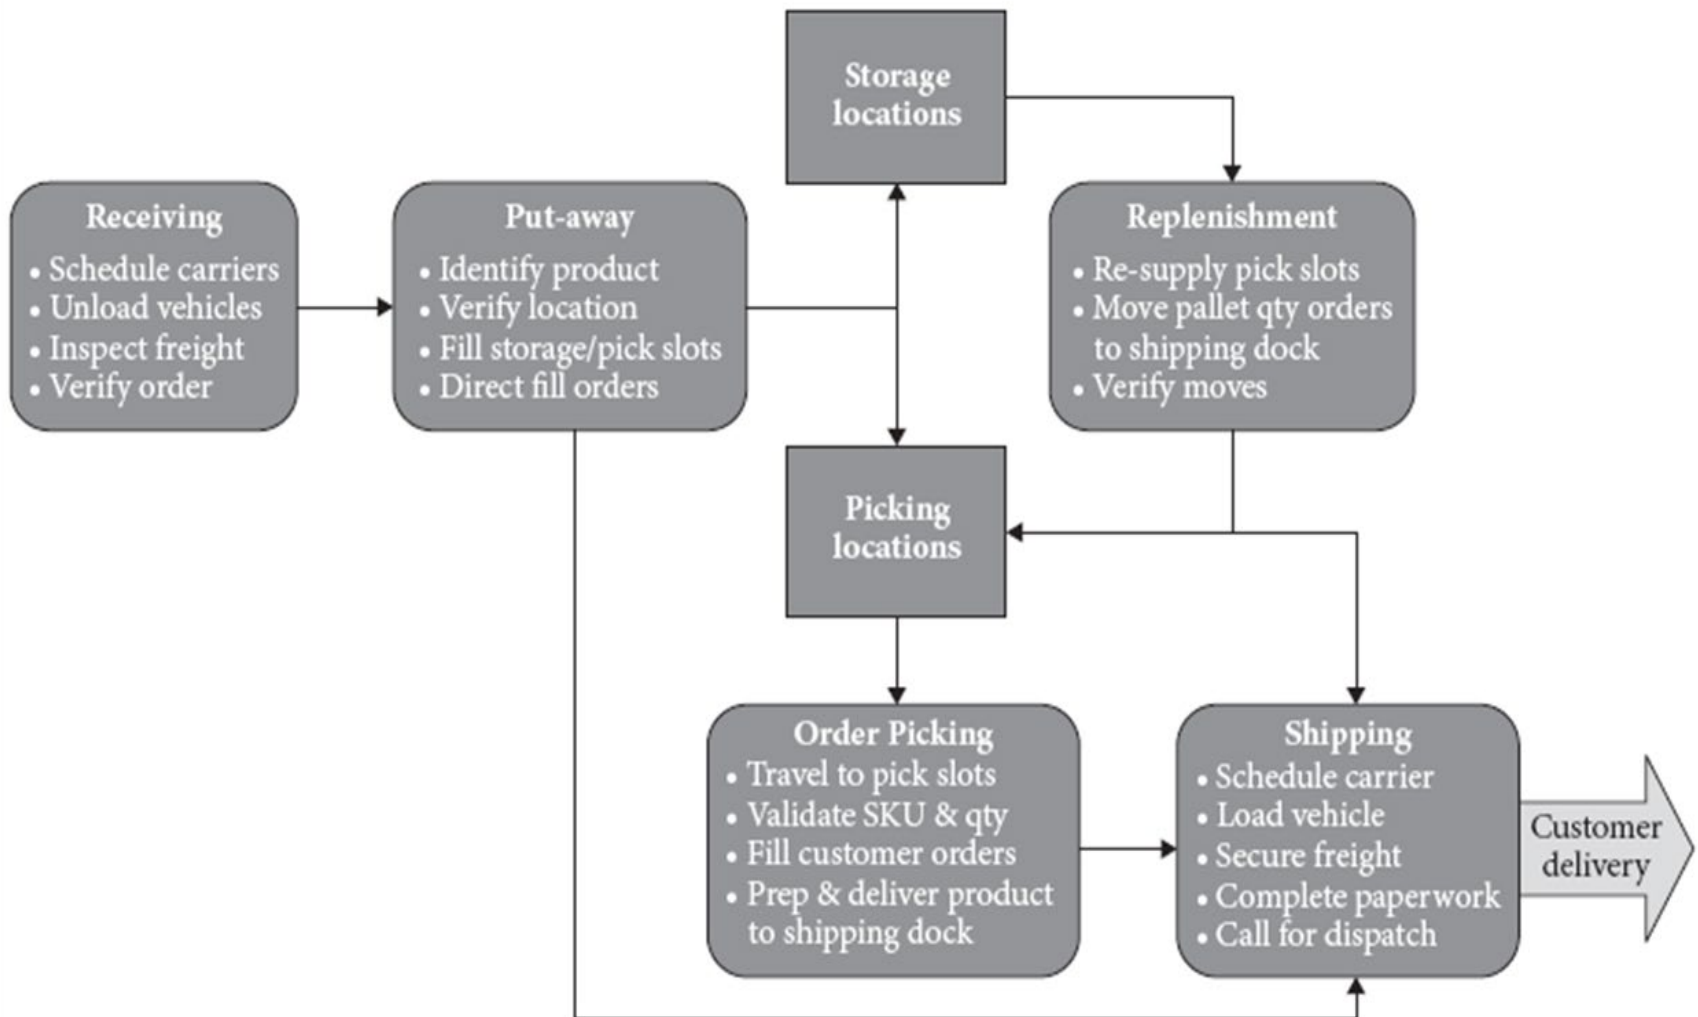 Storage
locations
Receiving
• Schedule carriers
• Unload vehicles
• Inspect freight
• Verify order
Put-away
• Identify product
• Verify location
• Fill storage/pick slots
• Direct fill orders
Replenishment
• Re-supply pick slots
• Move pallet qty orders
to shipping dock
• Verify moves
Picking
locations
Order Picking
• Travel to pick slots
• Validate SKU & qty
• Fill customer orders
• Prep & deliver product
to shipping dock
Shipping
• Schedule carrier
• Load vehicle
• Secure freight
• Complete paperwork
• Call for dispatch
Customer
delivery